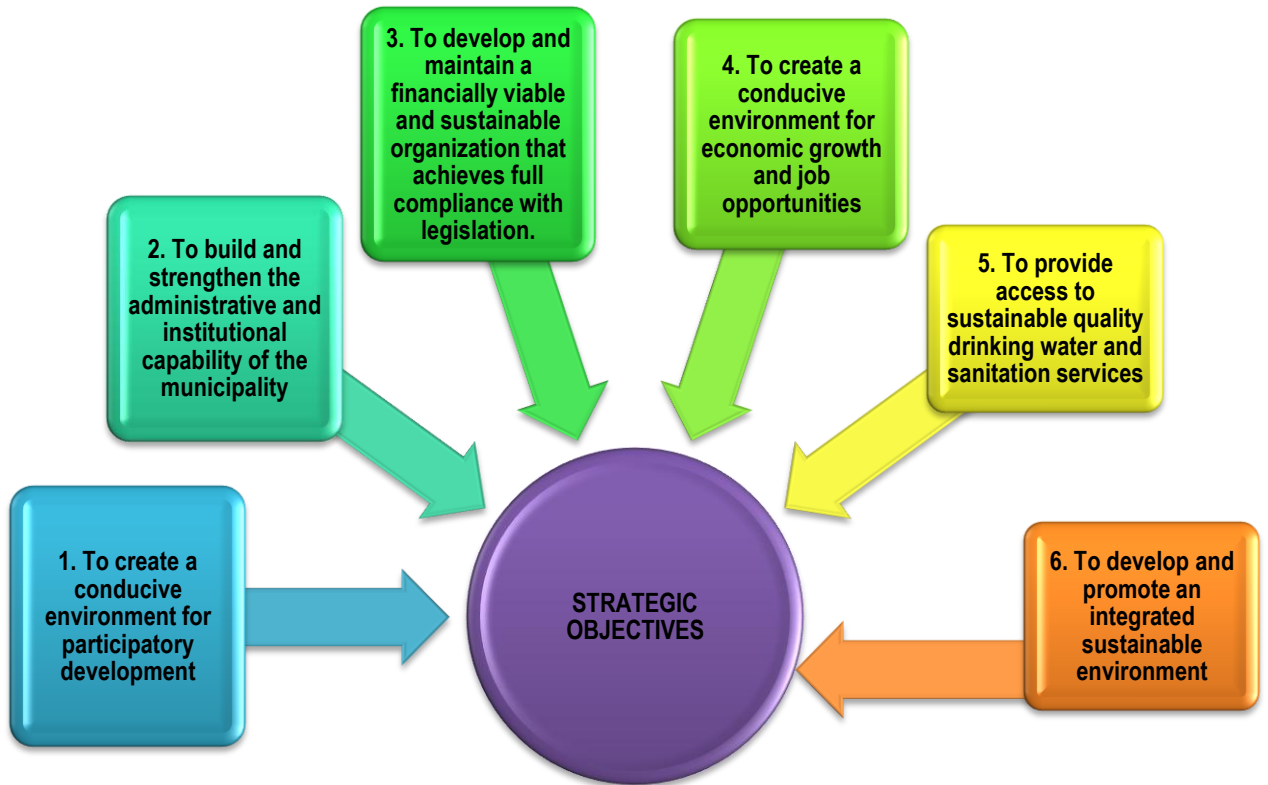 1. To create a
conducive
environment for
participatory
development
2. To build and
strengthen the
administrative and
institutional
capability of the
municipality
3. To develop and
maintain a
financially viable
and sustainable
organization that
achieves full
compliance with
legislation.
4. To create a
conducive
environment for
economic growth
and job
opportunities
5. To provide
access to
sustainable quality
drinking water and
sanitation services
6. To develop and
promote an
integrated
sustainable
environment
STRATEGIC
OBJECTIVES